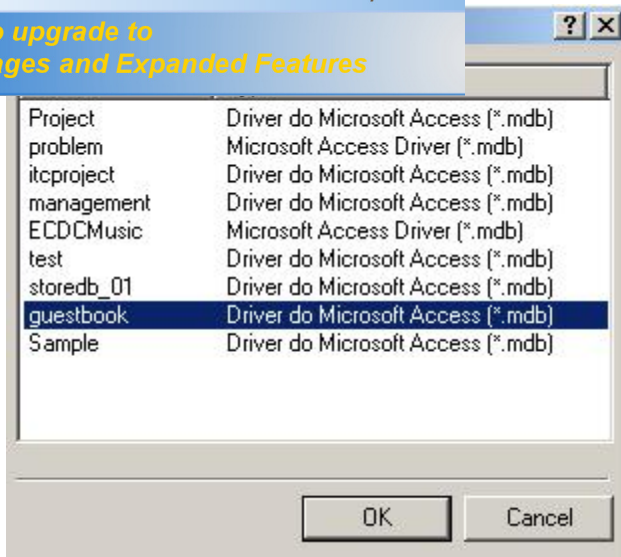 upgrade to
and Expanded Features
Project Driver do Microsoft Access (*.mdb)
problem Microsoft Access Driver (*.mdb)
itcproject Driver do Microsoft Access (*.mdb)
management Driver do Microsoft Access (*.mdb)
ECDCMusic Microsoft Access Driver (*.mdb)
test Driver do Microsoft Access (*.mdb)
storedb_01 Driver do Microsoft Access (*.mdb)
guestbook Driver do Microsoft Access (*.mdb)
Sample Driver do Microsoft Access (*.mdb)
OK Cancel